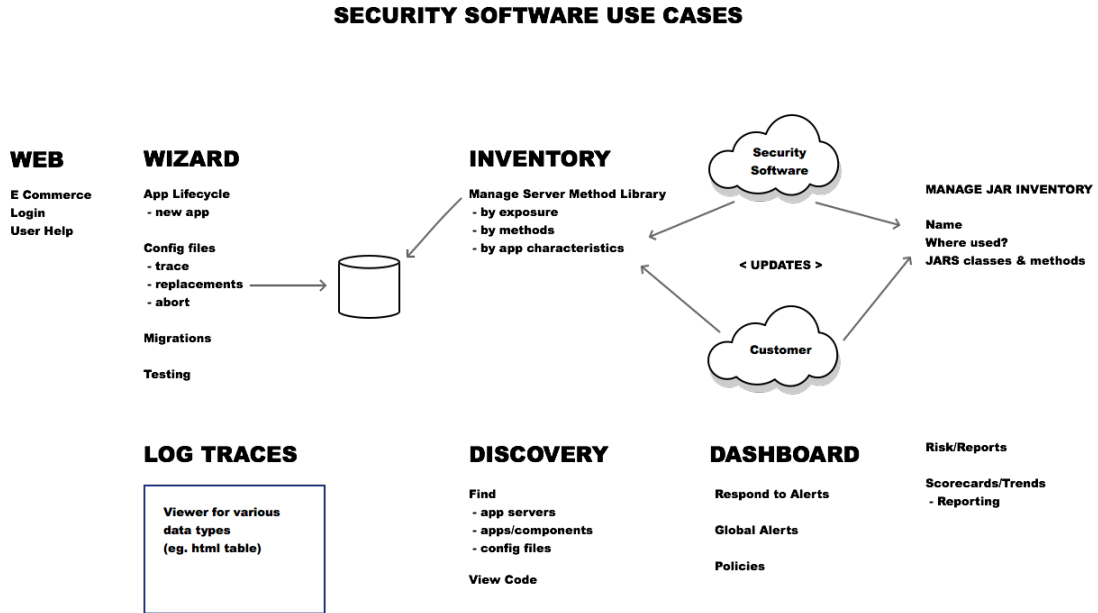 SECURITY SOFTWARE USE CASES
WEB
E Commerce
Login
User Help
WIZARD
App Lifecycle
- new app
Config files
- trace
- replacements
- abort
Migrations
Testing
INVENTORY
Manage Server Method Library
- by exposure
- by methods
- by app characteristics
Security
Software
< UPDATES >
Customer
MANAGE JAR INVENTORY
Name
Where used?
JARS classes & methods
LOG TRACES
Viewer for various
data types
(eg. html table)
DISCOVERY
Find
- app servers
- apps/components
- config files
View Code
DASHBOARD
Respond to Alerts
Global Alerts
Policies
Risk/Reports
Scorecards/Trends
- Reporting